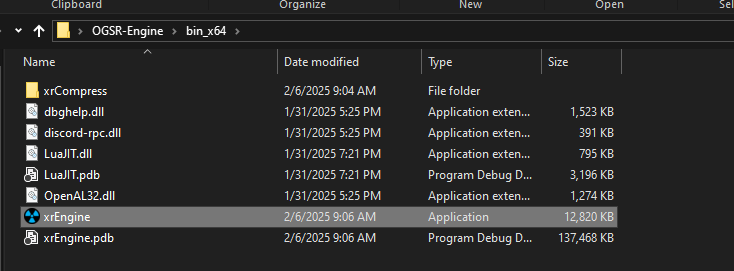 Clipboard Organize New Open Sel
OGSR-Engine > bin_x64 >
Name Date modified Type Size
xrCompress 2/6/2025 9:04 AM File folder
dbghelp.dll 1/31/2025 5:25 PM Application exten... 1,523 KB
discord-rpc.dll 1/31/2025 5:25 PM Application exten... 391 KB
LuaJIT.dll 1/31/2025 7:21 PM Application exten... 795 KB
LuaJIT.pdb 1/31/2025 7:21 PM Program Debug D... 3,196 KB
OpenAL32.dll 1/31/2025 5:25 PM Application exten... 1,274 KB
xrEngine 2/6/2025 9:06 AM Application 12,820 KB
xrEngine.pdb 2/6/2025 9:06 AM Program Debug D... 137,468 KB